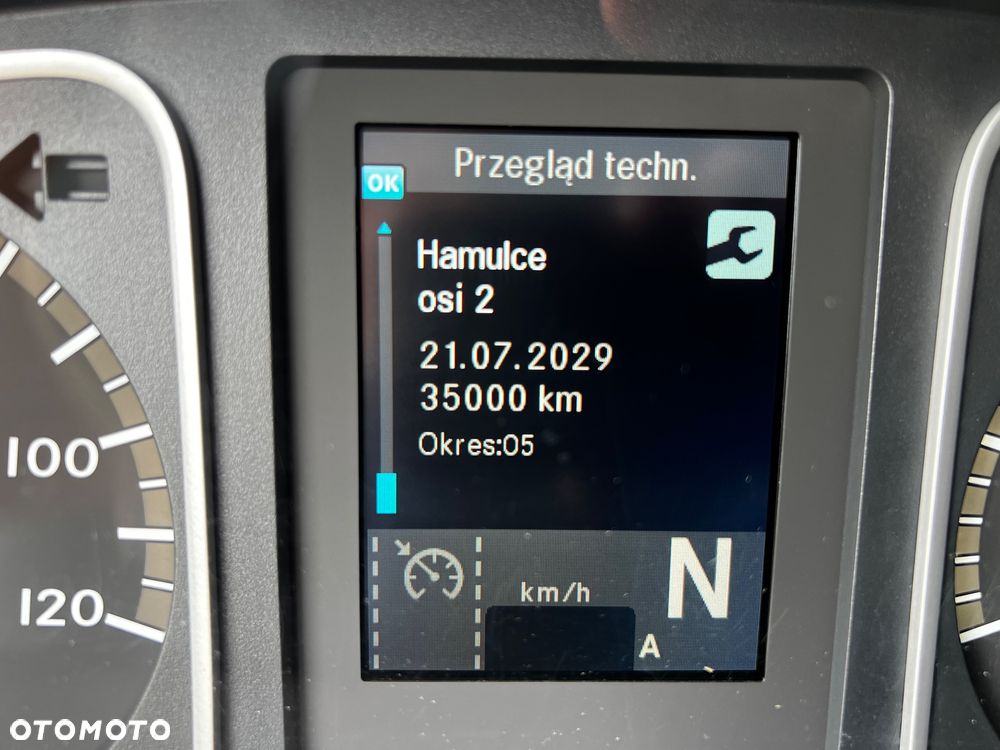 Przegląd techn.
OK
Hamulce
osi 2
21.07.2029
35000 km
Okres:05
100
120
km/h
N
A
OTOMOTO